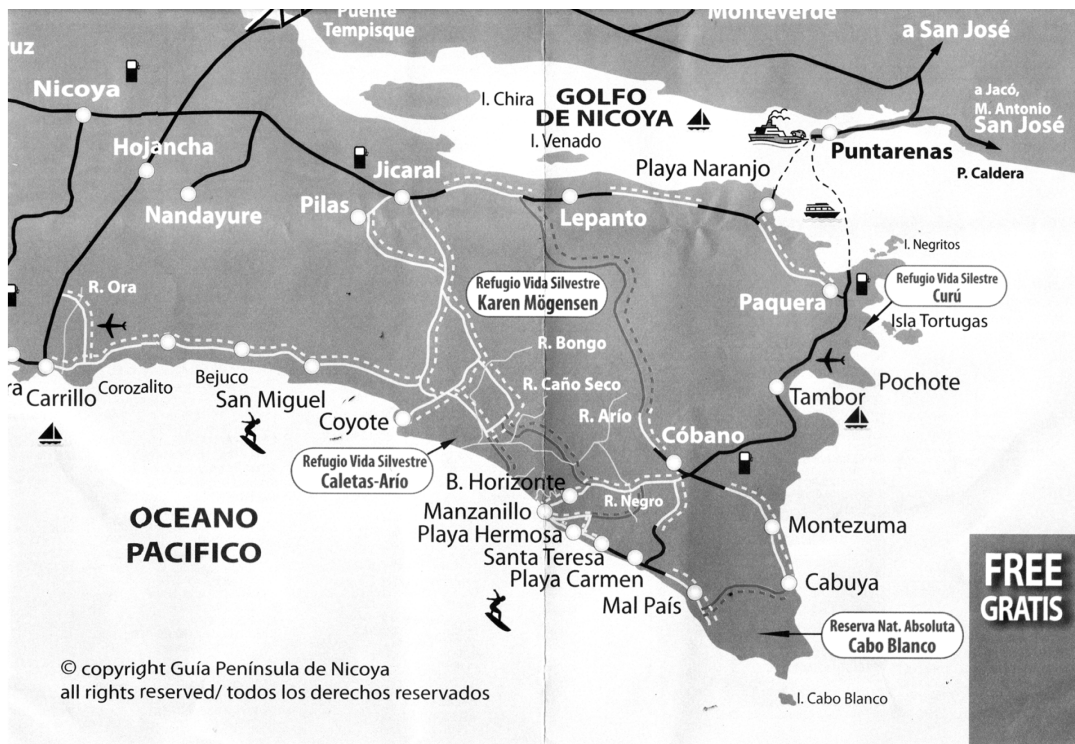 Puente
Tempisque
Monteverde
a San José
uz
Nicoya
I. Chira
GOLFO
DE NICOYA
a Jacó,
M. Antonio
San José
Hojancha
I. Venado
Puntarenas
Jicaral
Playa Naranjo
P. Caldera
Nandayure
Pilas
Lepanto
I. Negritos
R. Ora
Refugio Vida Silvestre
Karen Mögensen
Refugio Vida Silestre
Curú
Paquera
Isla Tortugas
R. Bongo
ra
Carrillo
Corozalito
Bejuco
San Miguel
R. Caño Seco
Tambor
Pochote
Coyote
R. Arío
Cóbano
Refugio Vida Silvestre
Caletas-Arío
B. Horizonte
R. Negro
Manzanillo
OCEANO
PACIFICO
Playa Hermosa
Santa Teresa
Playa Carmen
Mal País
Montezuma
Cabuya
FREE
GRATIS
Reserva Nat. Absoluta
Cabo Blanco
I. Cabo Blanco
© copyright Guía Península de Nicoya
all rights reserved/ todos los derechos reservados